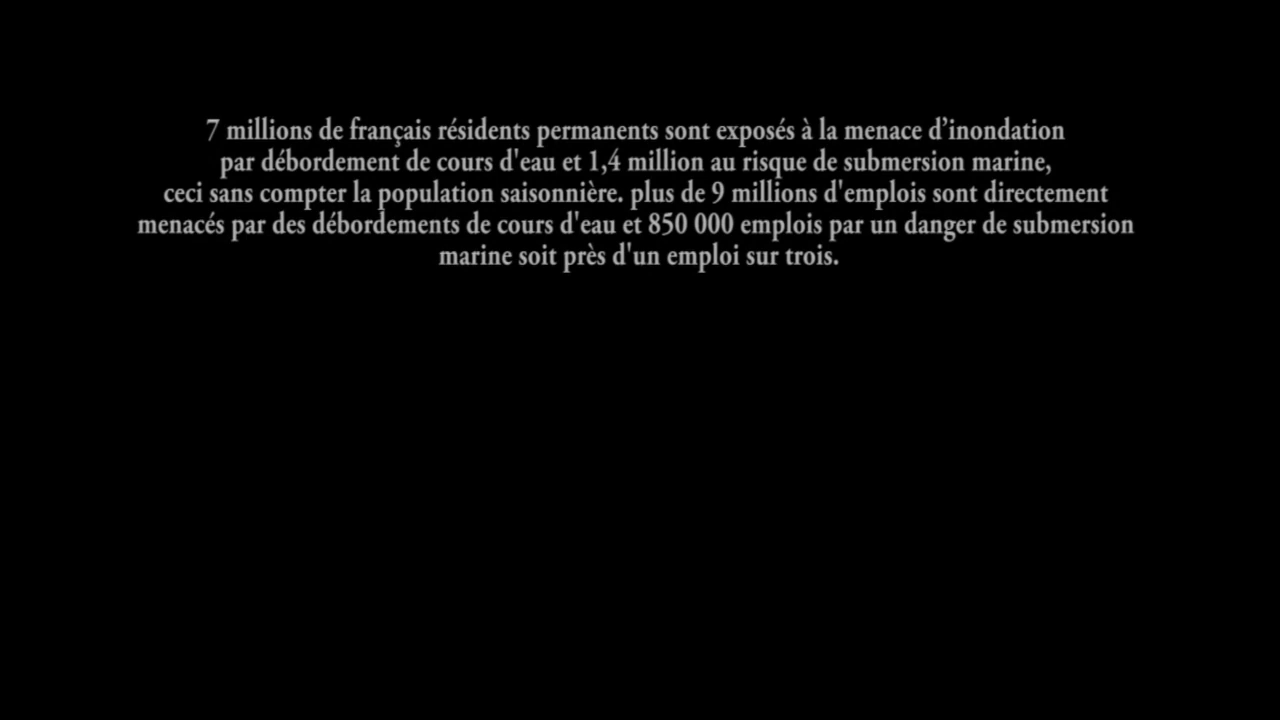 7 millions de français résidents permanents sont exposés à la menace d’inondation
par débordement de cours d'eau et 1,4 million au risque de submersion marine,
ceci sans compter la population saisonnière. plus de 9 millions d'emplois sont directement
menacés par des débordements de cours d'eau et 850 000 emplois par un danger de submersion
marine soit près d'un emploi sur trois.